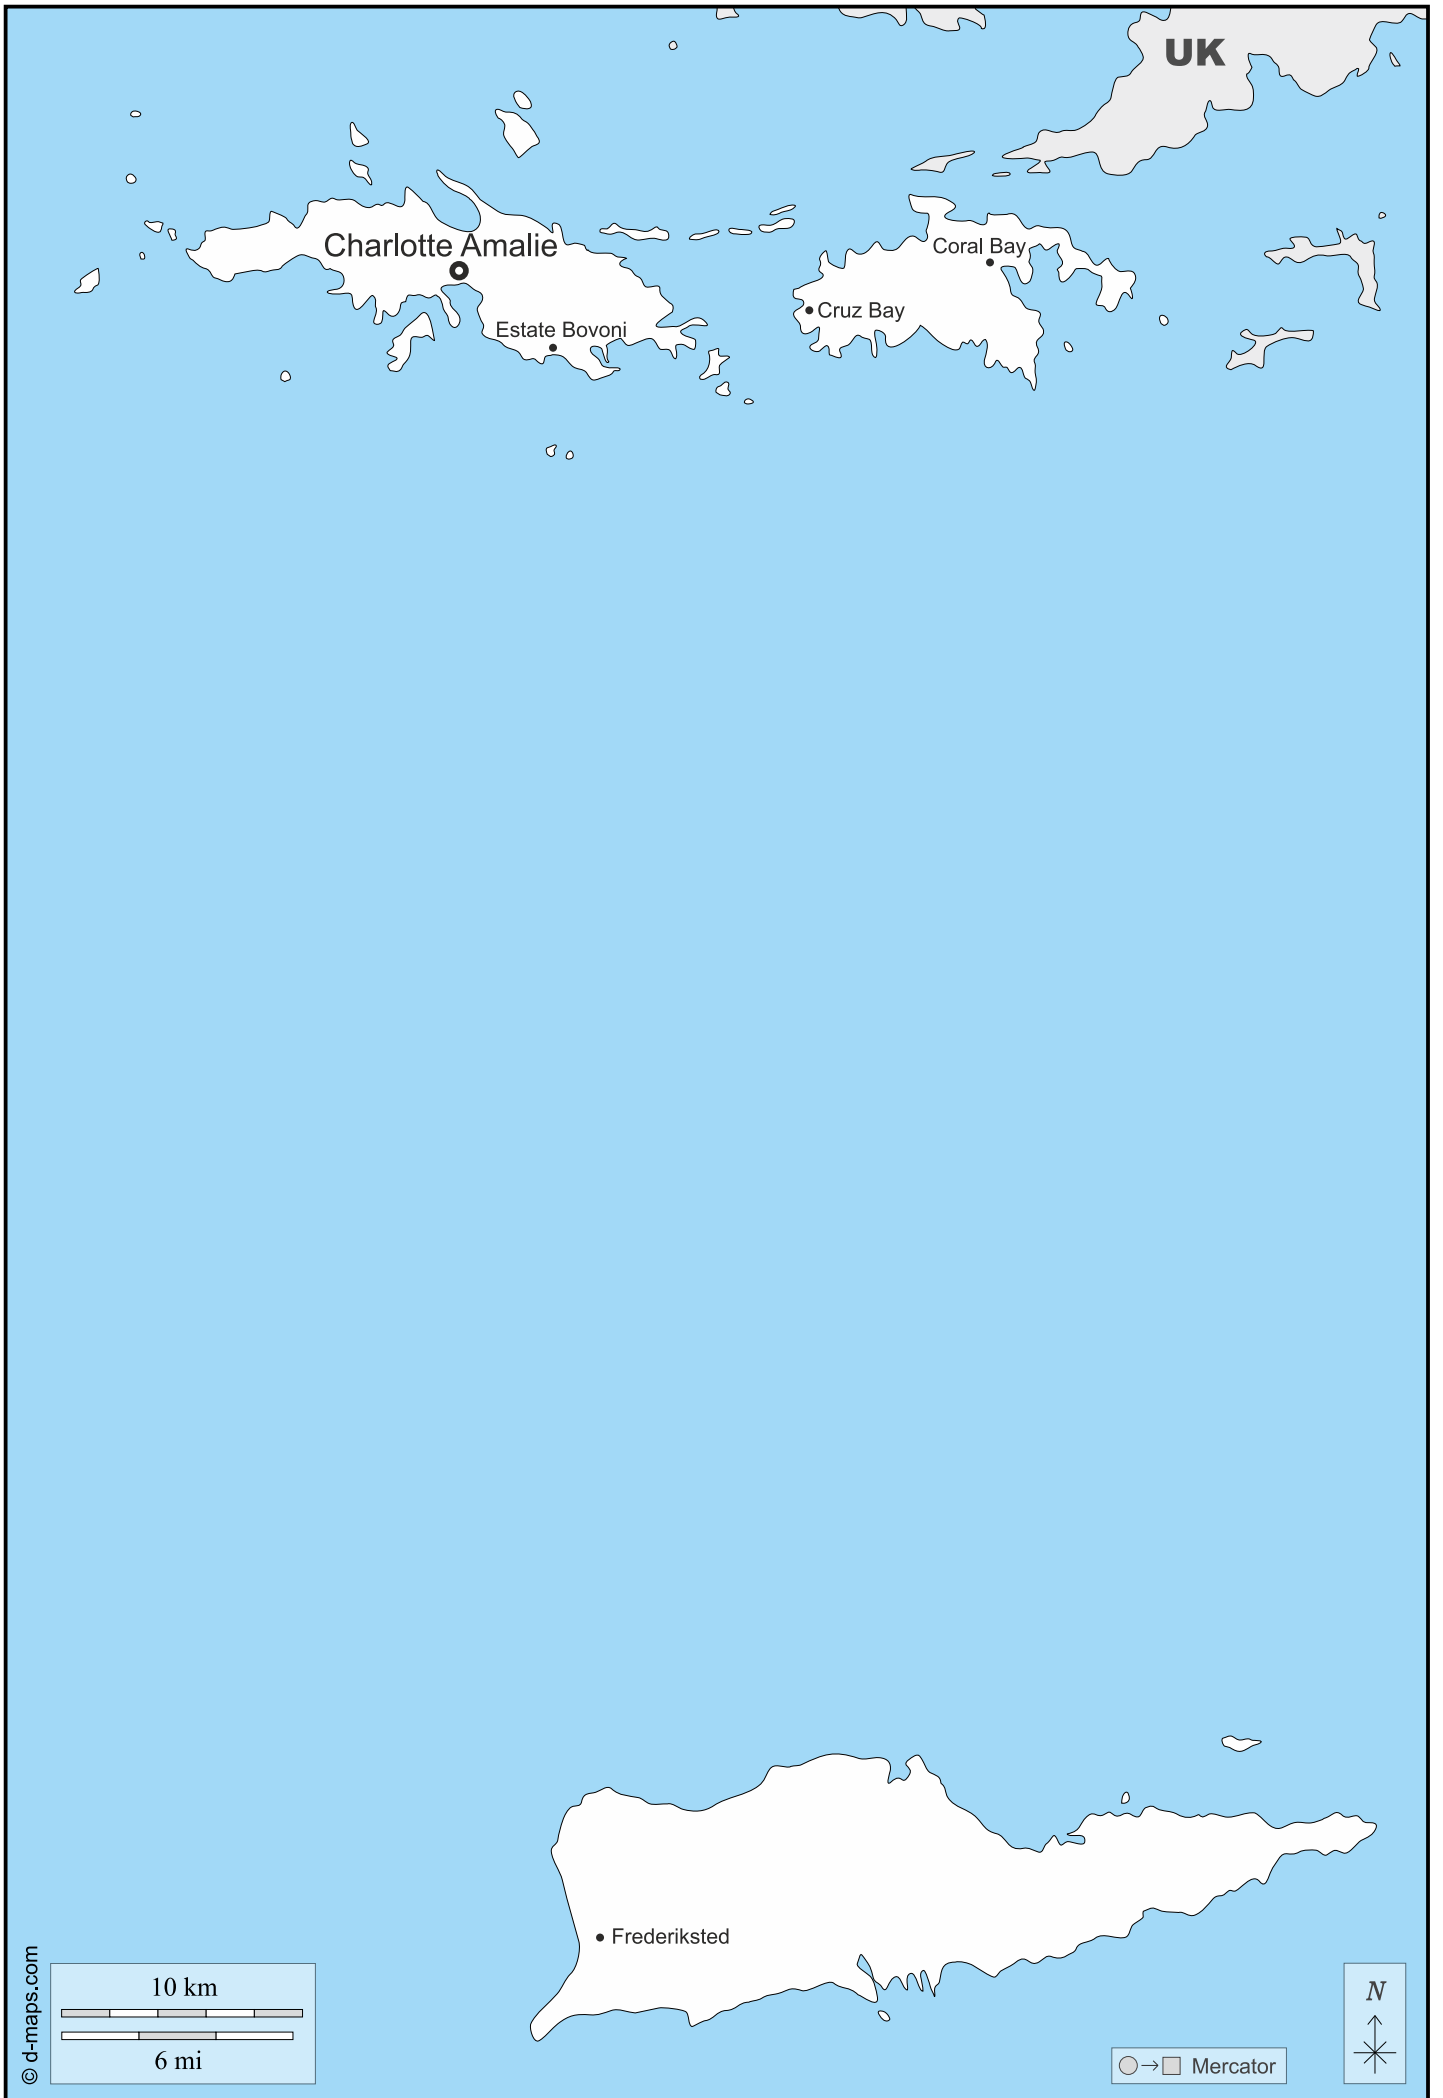 UK
Charlotte Amalie
Coral Bay
Cruz Bay
Estate Bovoni
Frederiksted
© d-maps.com
10 km
6 mi
Mercator
N